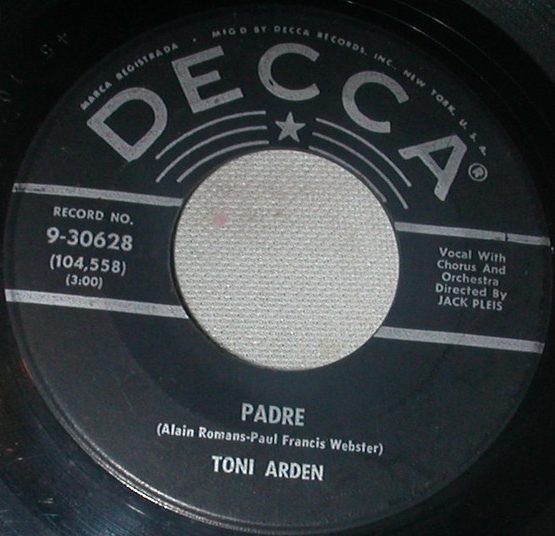 MARCA REGISTRADA • MFG'D BY DECCA RECORDS, INC., NEW YORK, U. S. A.
DECCA®
RECORD NO.
9-30628
(104,558)
(3:00)
Vocal With
Chorus And
Orchestra
Directed By
JACK PLEIS
PADRE
(Alain Romans-Paul Francis Webster)
TONI ARDEN